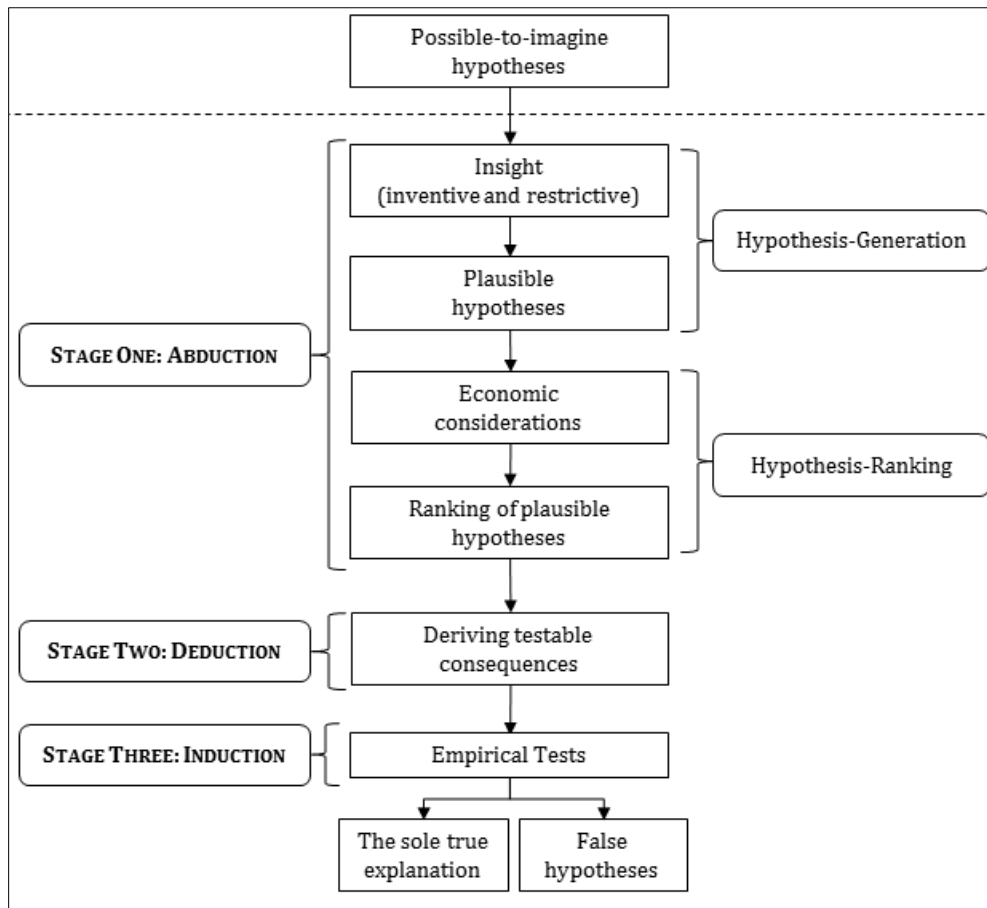 Possible-to-imagine
hypotheses
Insight
(inventive and restrictive)
Hypothesis-Generation
Plausible
hypotheses
STAGE ONE: ABDUCTION
Economic
considerations
Hypothesis-Ranking
Ranking of plausible
hypotheses
STAGE TWO: DEDUCTION
Deriving testable
consequences
STAGE THREE: INDUCTION
Empirical Tests
The sole true
explanation
False
hypotheses